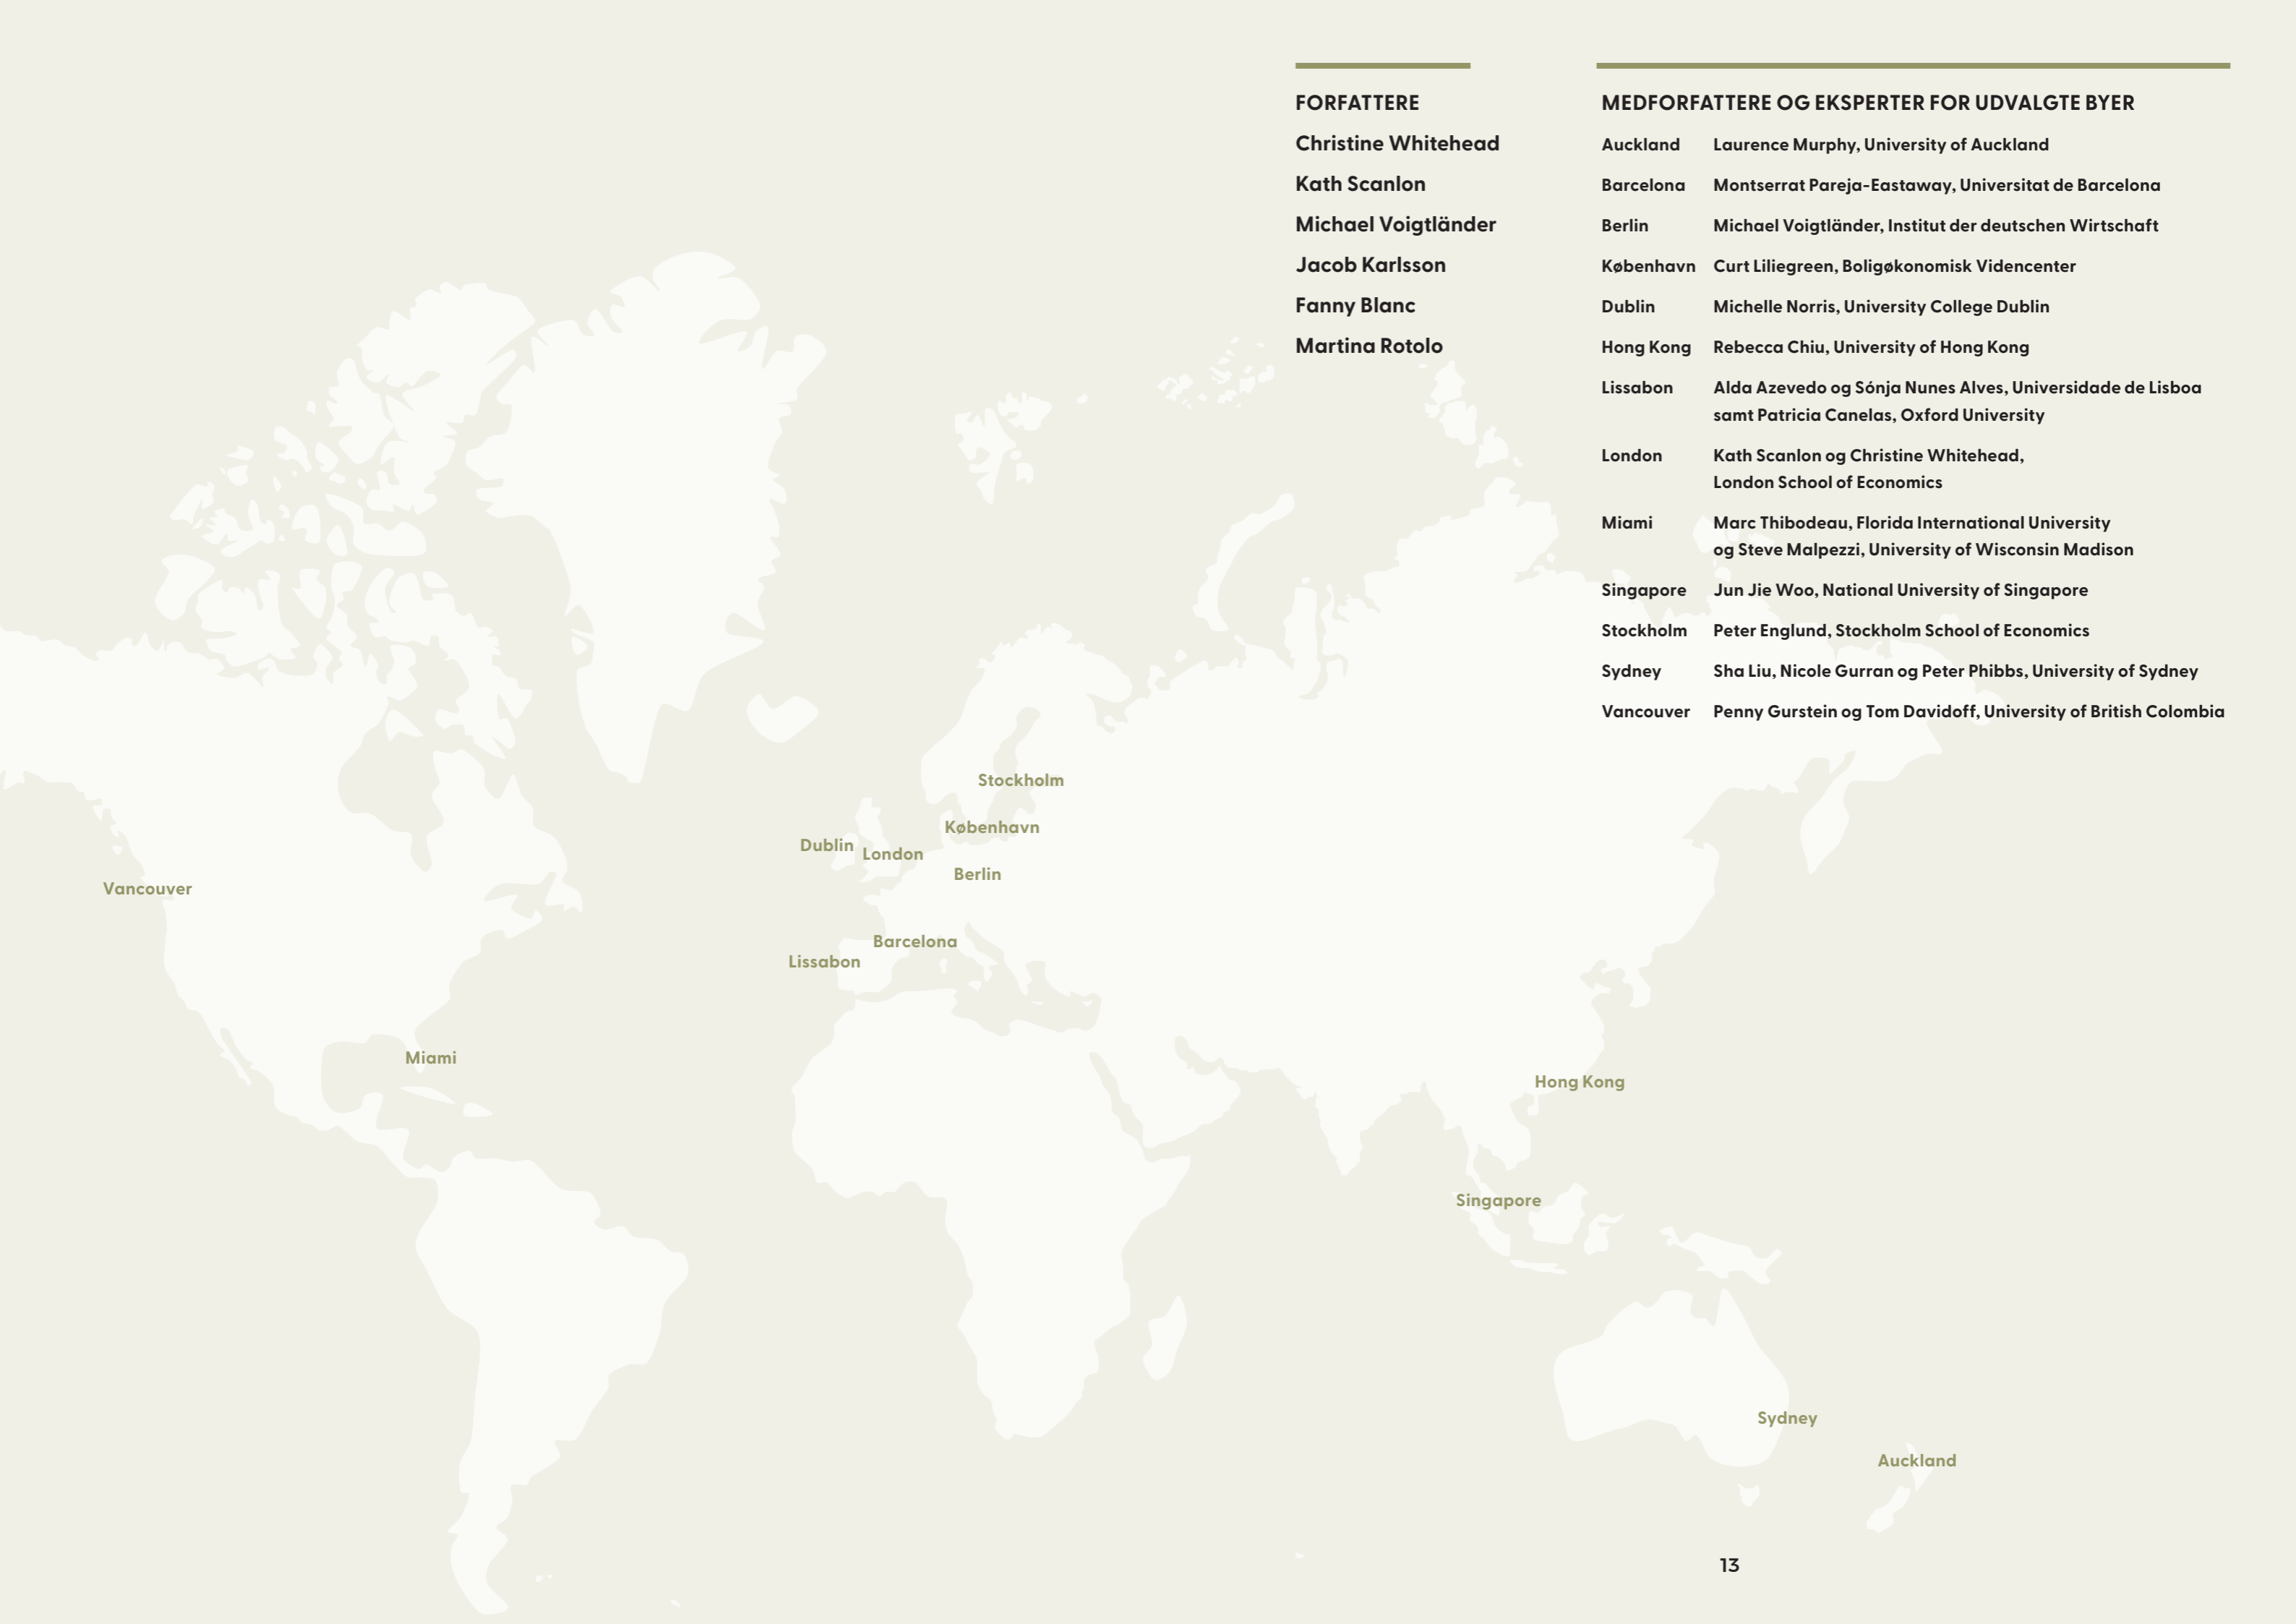 FORFATTERE
Christine Whitehead
Kath Scanlon
Michael Voigtländer
Jacob Karlsson
Fanny Blanc
Martina Rotolo
MEDFORFATTERE OG EKSPERTER FOR UDVALGTE BYER
Auckland Laurence Murphy, University of Auckland
Barcelona Montserrat Pareja-Eastaway, Universitat de Barcelona
Berlin Michael Voigtländer, Institut der deutschen Wirtschaft
København Curt Liliegreen, Boligøkonomisk Videncenter
Dublin Michelle Norris, University College Dublin
Hong Kong Rebecca Chiu, University of Hong Kong
Lissabon Alda Azevedo og Sónja Nunes Alves, Universidade de Lisboa
samt Patricia Canelas, Oxford University
London Kath Scanlon og Christine Whitehead,
London School of Economics
Miami Marc Thibodeau, Florida International University
og Steve Malpezzi, University of Wisconsin Madison
Singapore Jun Jie Woo, National University of Singapore
Stockholm Peter Englund, Stockholm School of Economics
Sydney Sha Liu, Nicole Gurran og Peter Phibbs, University of Sydney
Vancouver Penny Gurstein og Tom Davidoff, University of British Colombia
Stockholm
København
Dublin
London
Berlin
Vancouver
Barcelona
Lissabon
Miami
Hong Kong
Singapore
Sydney
Auckland
13